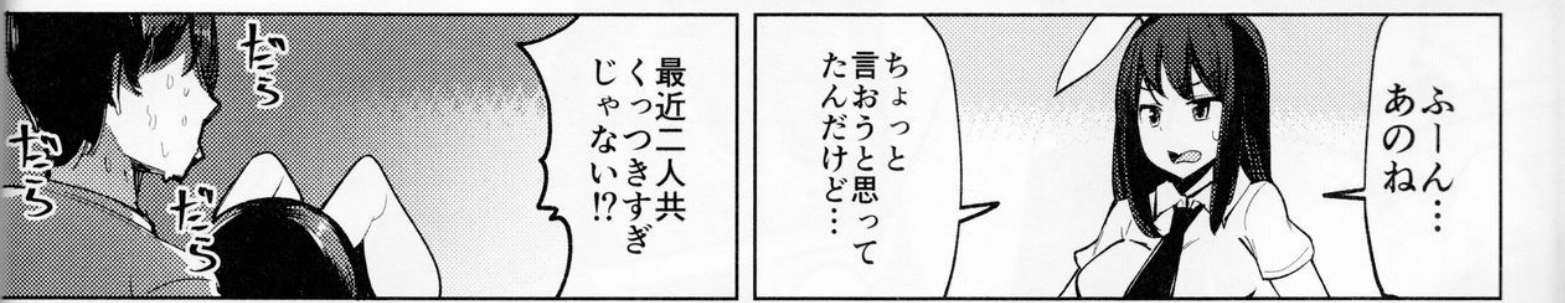 ふーん…
あのね
ちょっと
言おうと思って
たんだけど…
最近二人共
くっつきすぎ
じゃない!?
だら
だら
だら